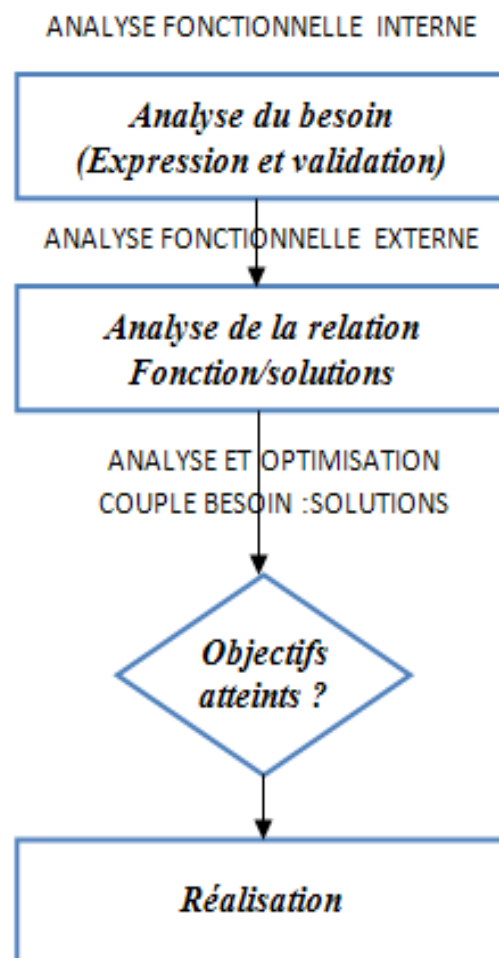 ANALYSE FONCTIONNELLE INTERNE
Analyse du besoin
(Expression et validation)
ANALYSE FONCTIONNELLE EXTERNE
Analyse de la relation
Fonction/solutions
ANALYSE ET OPTIMISATION
COUPLE BESOIN :SOLUTIONS
Objectifs
atteints ?
Réalisation